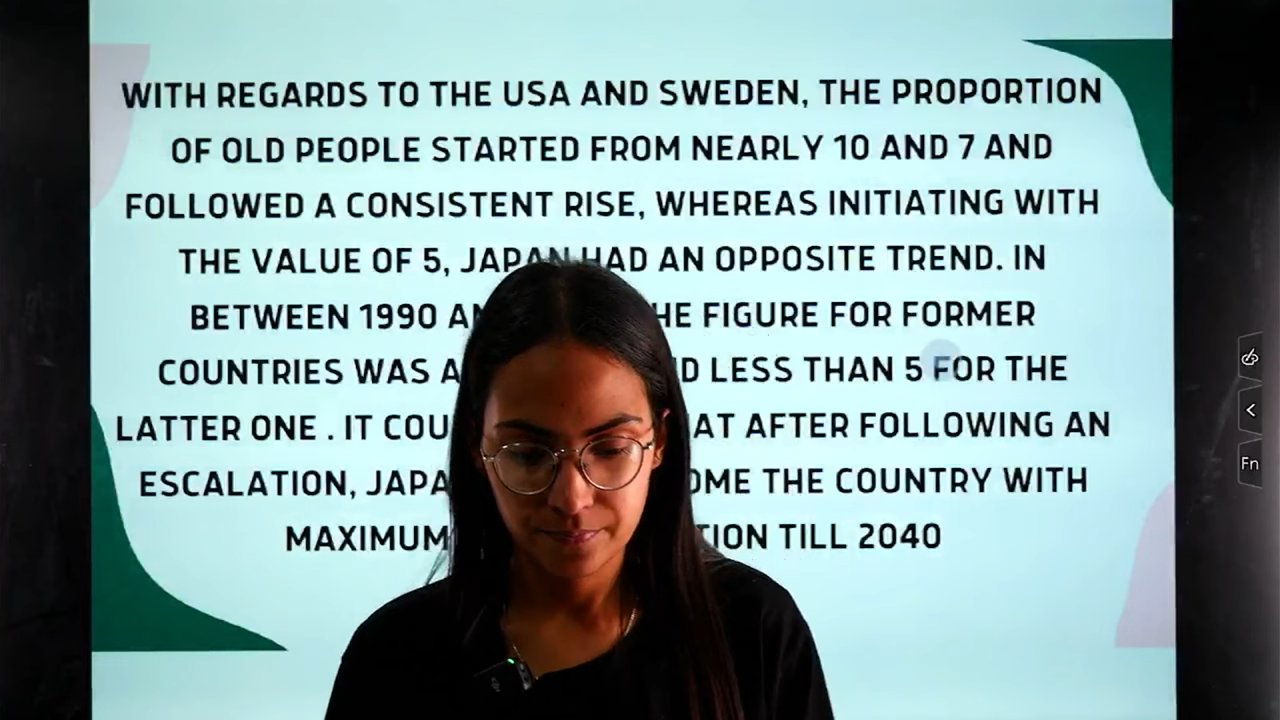 WITH REGARDS TO THE USA AND SWEDEN, THE PROPORTION
OF OLD PEOPLE STARTED FROM NEARLY 10 AND 7 AND
FOLLOWED A CONSISTENT RISE, WHEREAS INITIATING WITH
THE VALUE OF 5, JAPAN HAD AN OPPOSITE TREND. IN
BETWEEN 1990 THE FIGURE FOR FORMER
COUNTRIES WAS LESS THAN 5 FOR THE
LATTER ONE . IT AFTER FOLLOWING AN
ESCALATION, THE COUNTRY WITH
MAXIMUM TILL 2040
Fn